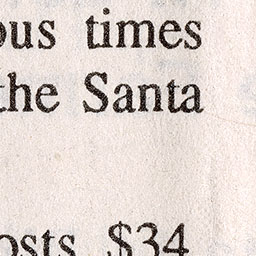 ous times
the Santa
osts $34